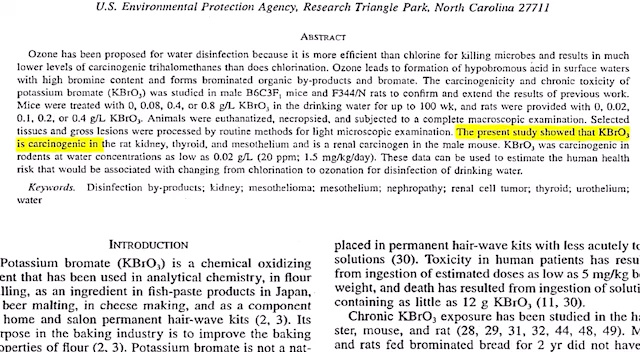 U.S. Environmental Protection Agency, Research Triangle Park, North Carolina 27711
ABSTRACT
Ozone has been proposed for water disinfection because it is more efficient than chlorine for killing microbes and results in much
lower levels of carcinogenic trihalomethanes than does chlorination. Ozone leads to formation of hypobromous acid in surface waters
with high bromine content and forms brominated organic by-products and bromate. The carcinogenicity and chronic toxicity of
potassium bromate (KBrO₃) was studied in male B6C3F₁ mice and F344/N rats to confirm and extend the results of previous work.
Mice were treated with 0, 0.08, 0.4, or 0.8 g/L KBrO₃ in the drinking water for up to 100 wk, and rats were provided with 0, 0.02,
0.1, 0.2, or 0.4 g/L KBrO₃. Animals were euthanatized, necropsied, and subjected to a complete macroscopic examination. Selected
tissues and gross lesions were processed by routine methods for light microscopic examination. The present study showed that KBrO₃
is carcinogenic in the rat kidney, thyroid, and mesothelium and is a renal carcinogen in the male mouse. KBrO₃ was carcinogenic in
rodents at water concentrations as low as 0.02 g/L (20 ppm; 1.5 mg/kg/day). These data can be used to estimate the human health
risk that would be associated with changing from chlorination to ozonation for disinfection of drinking water.
Keywords. Disinfection by-products; kidney; mesothelioma; mesothelium; nephropathy; renal cell tumor; thyroid; urothelium;
water
INTRODUCTION
Potassium bromate (KBrO₃) is a chemical oxidizing
ent that has been used in analytical chemistry, in flour
lling, as an ingredient in fish-paste products in Japan,
beer malting, in cheese making, and as a component
home and salon permanent hair-wave kits (2, 3). Its
rpose in the baking industry is to improve the baking
operties of flour (2, 3). Potassium bromate is not a nat-
placed in permanent hair-wave kits with less acutely to
solutions (30). Toxicity in human patients has resul
from ingestion of estimated doses as low as 5 mg/kg b
weight, and death has resulted from ingestion of soluti
containing as little as 12 g KBrO₃ (11, 30).
Chronic KBrO₃ exposure has been studied in the ha
ster, mouse, and rat (28, 29, 31, 32, 44, 48, 49). M
and rats fed bromated bread for 2 yr did not have